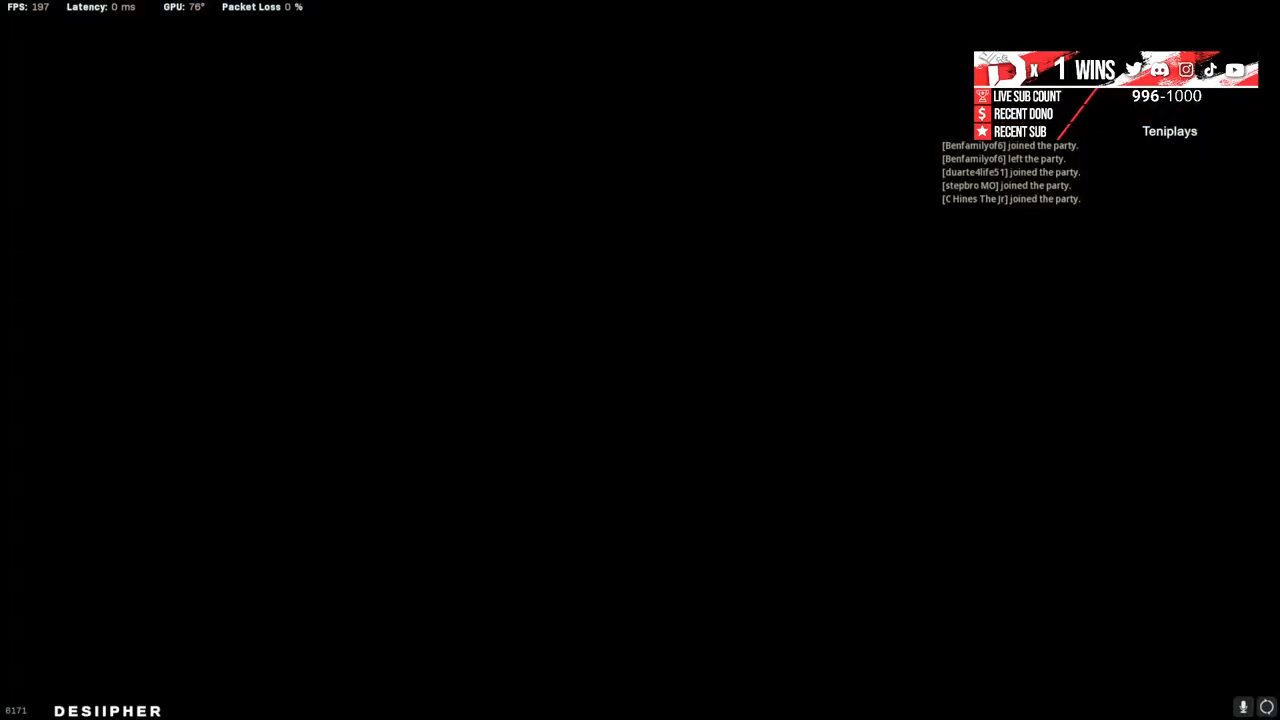 FPS: 197 Latency: 0 ms GPU: 76° Packet Loss 0 %
D x 1 WINS
LIVE SUB COUNT 996-1000
RECENT DONO
RECENT SUB Teniplays
[Benfamilyof6] joined the party.
[Benfamilyof6] left the party.
[duarte4life51] joined the party.
[stepbro MO] joined the party.
[C Hines The Jr] joined the party.
6171 DESIIPHER